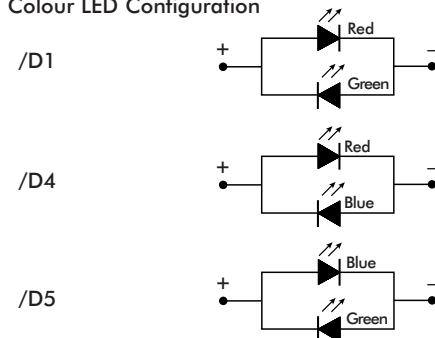 Colour LED Configuration
/D1
+
Red
Green
–
/D4
+
Red
Blue
–
/D5
+
Blue
Green
–